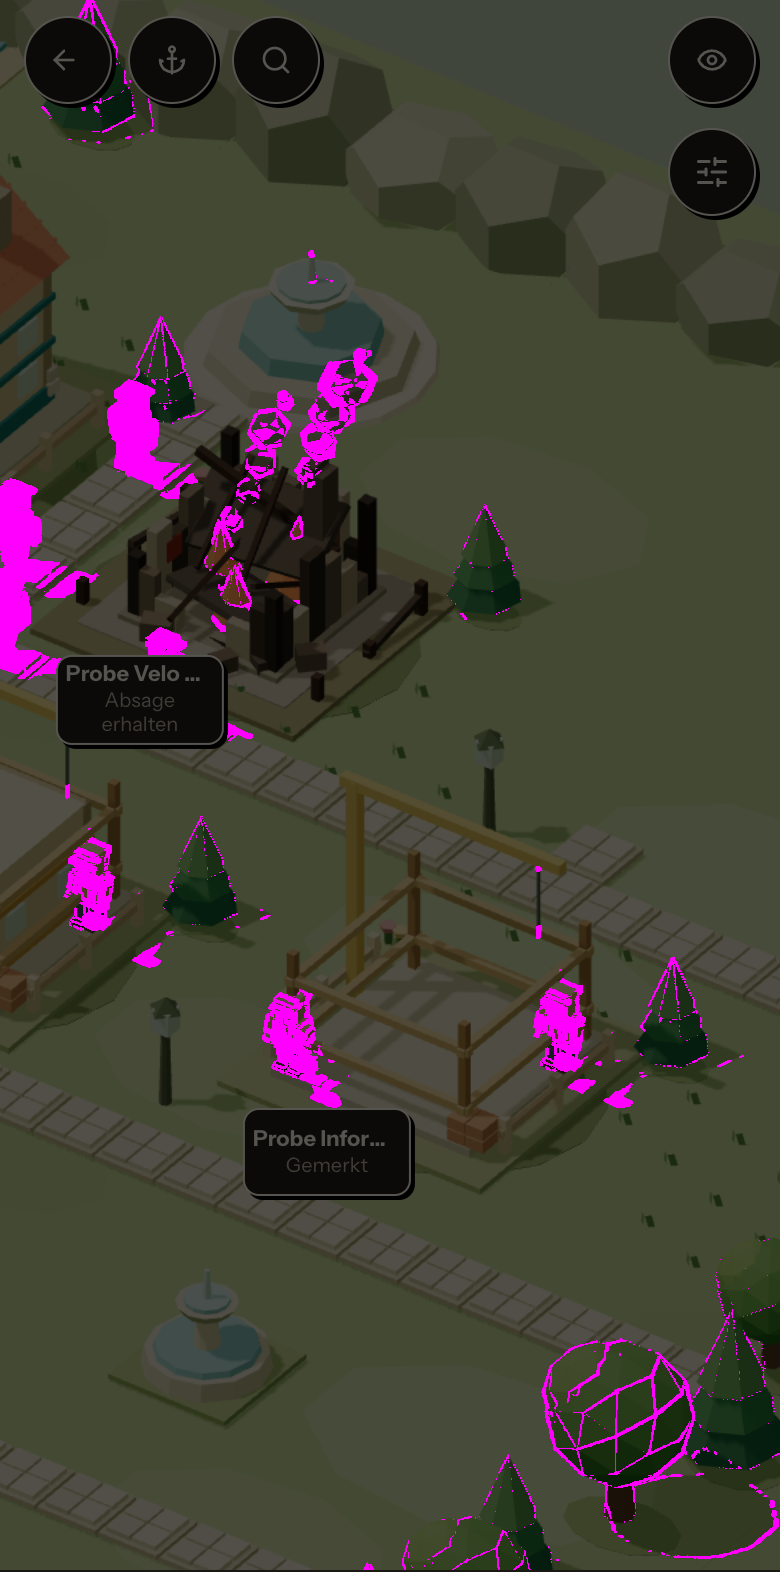 Probe Velo ...
Absage
erhalten
Probe Infor...
Gemerkt